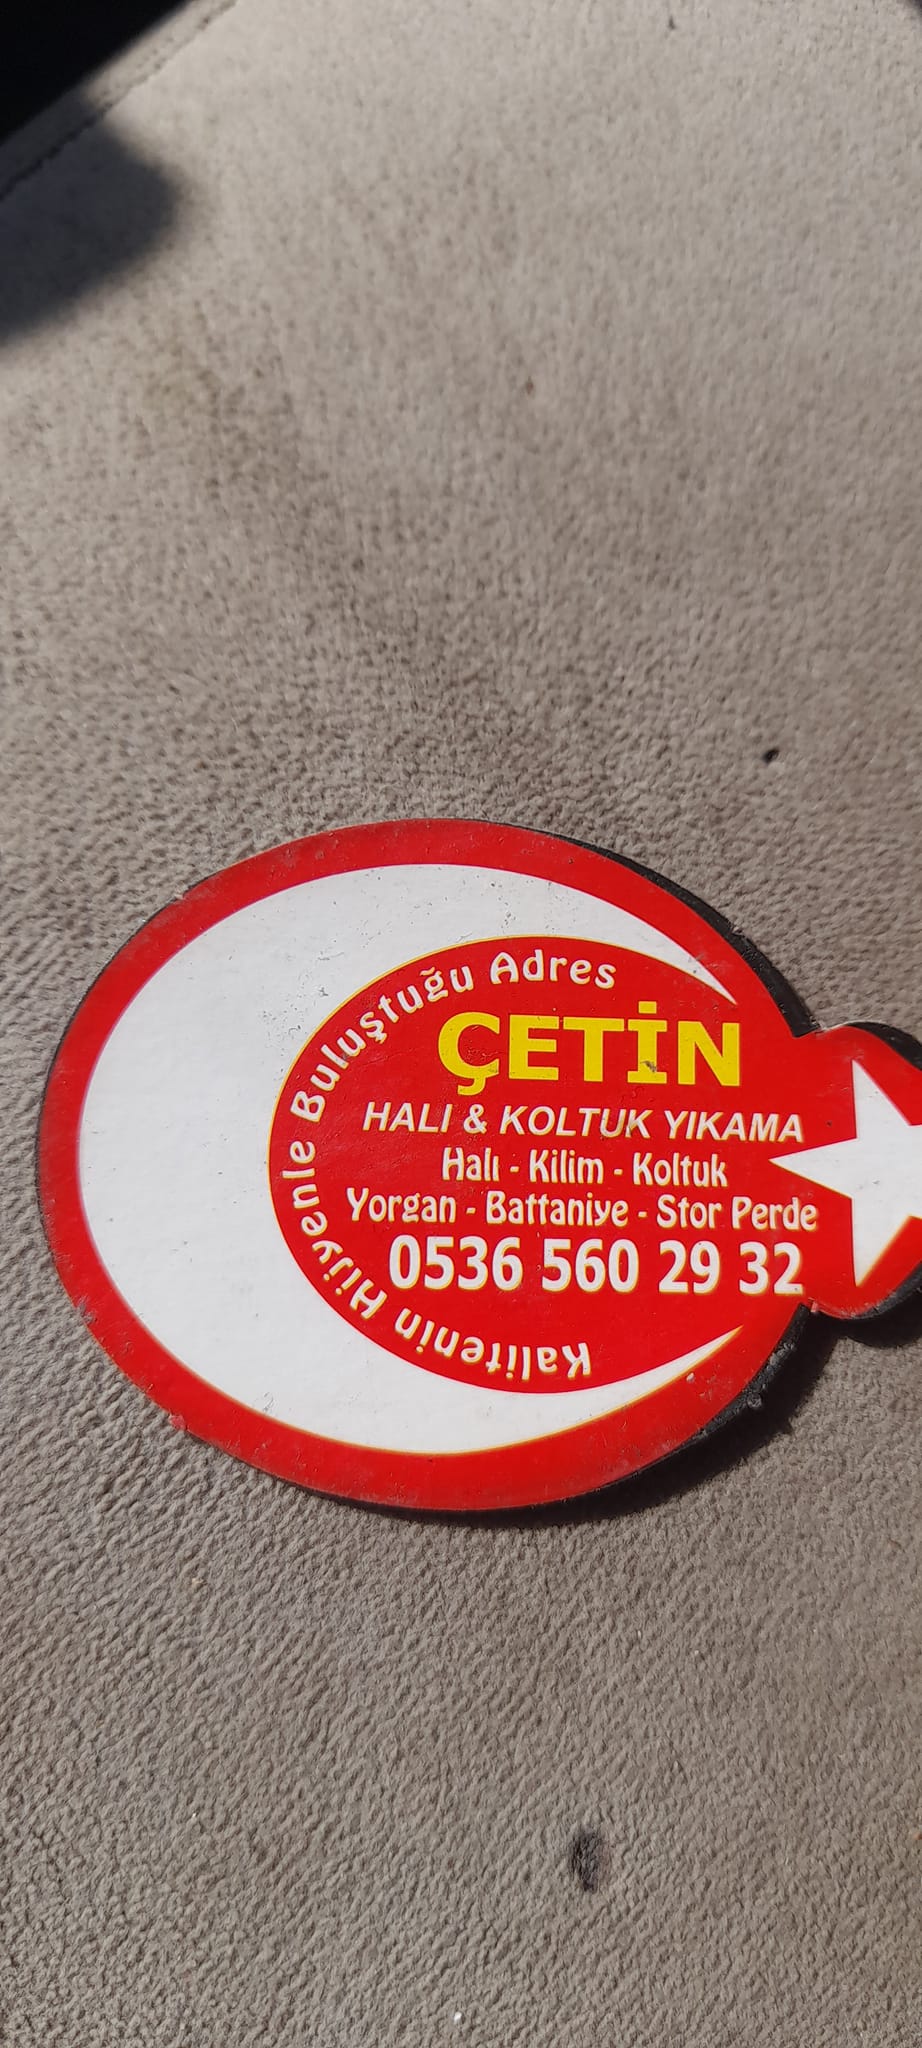 Kalitenin Hijyenle Buluştuğu Adres
ÇETİN
HALI & KOLTUK YIKAMA
Halı - Kilim - Koltuk
Yorgan - Battaniye - Stor Perde
0536 560 29 32